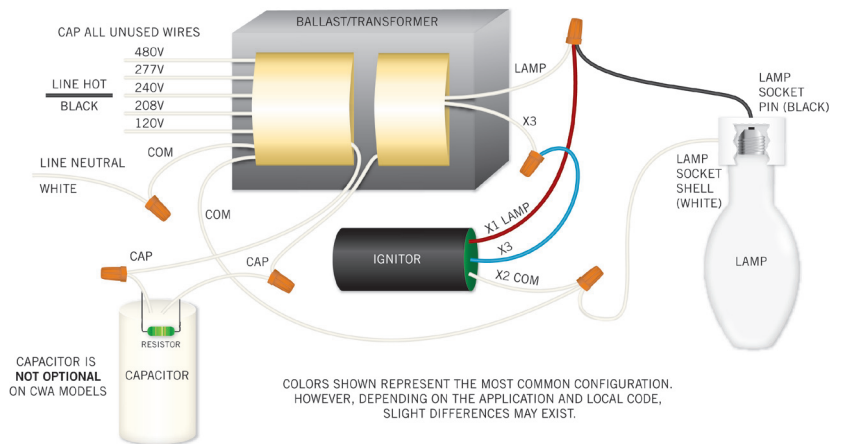 BALLAST/TRANSFORMER
CAP ALL UNUSED WIRES
480V
277V
240V
208V
120V
LINE HOT
BLACK
COM
LINE NEUTRAL
WHITE
COM
LAMP
X3
LAMP
SOCKET
PIN (BLACK)
LAMP
SOCKET
SHELL
(WHITE)
X1 LAMP
X3
X2 COM
IGNITOR
LAMP
CAP
CAP
RESISTOR
CAPACITOR
CAPACITOR IS
NOT OPTIONAL
ON CWA MODELS
COLORS SHOWN REPRESENT THE MOST COMMON CONFIGURATION.
HOWEVER, DEPENDING ON THE APPLICATION AND LOCAL CODE,
SLIGHT DIFFERENCES MAY EXIST.